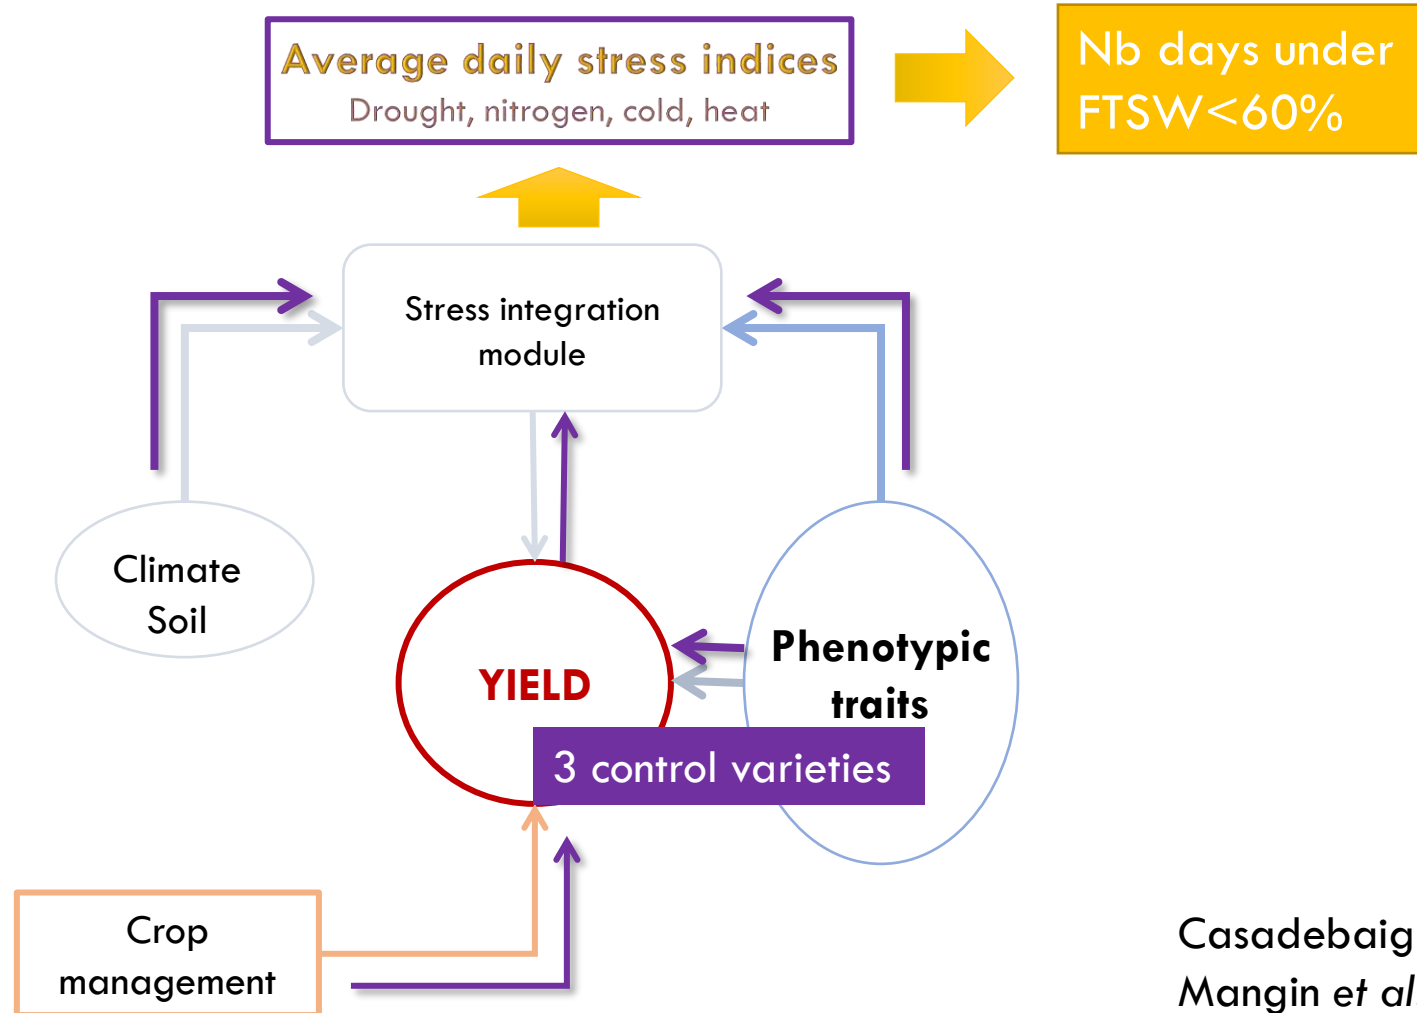 Average daily stress indices
Drought, nitrogen, cold, heat
Nb days under
FTSW<60%
Stress integration
module
Climate
Soil
YIELD
Phenotypic
traits
3 control varieties
Crop
management
Casadebaig
Mangin et al.